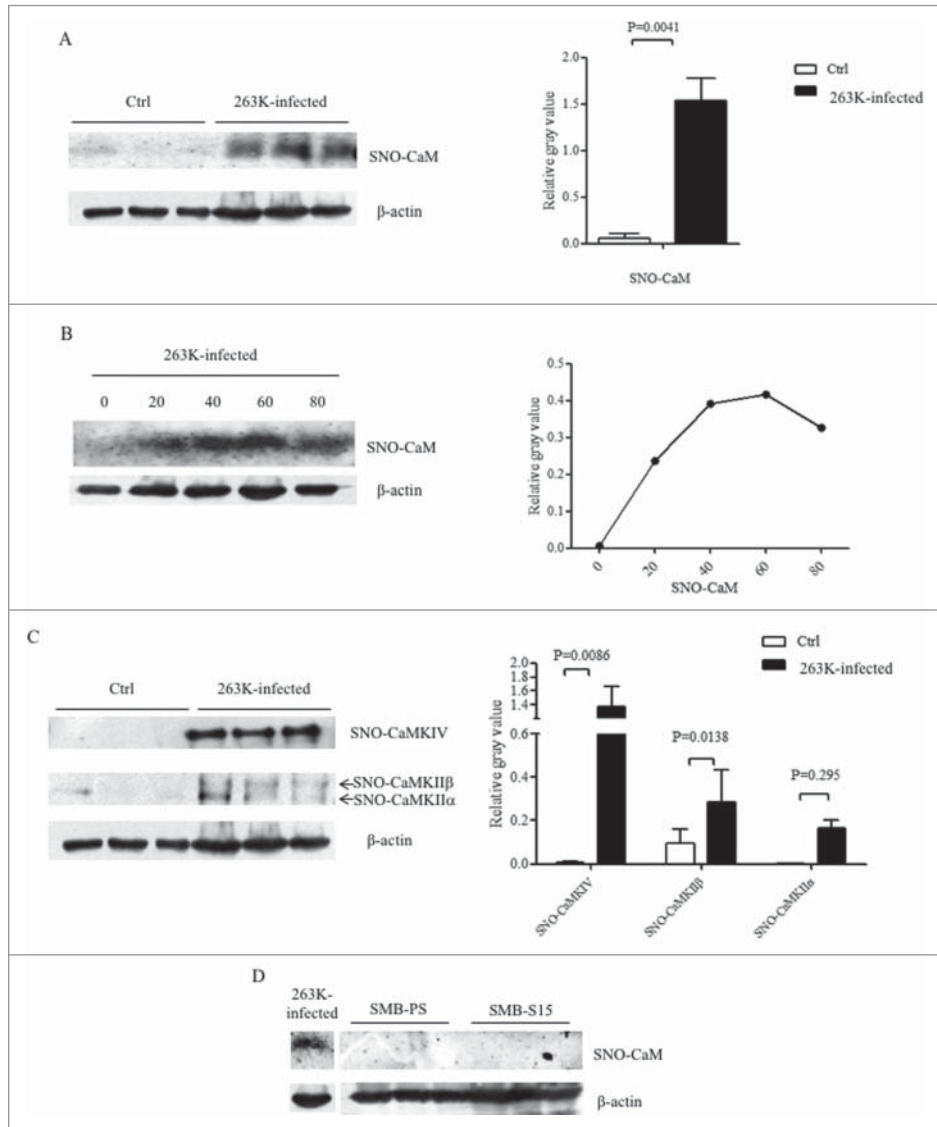 A
Ctrl 263K-infected
SNO-CaM
β-actin
P=0.0041
2.0
1.5
1.0
0.5
0.0
Relative gray value
SNO-CaM
Ctrl
263K-infected
B
263K-infected
0 20 40 60 80
SNO-CaM
β-actin
0.5
0.4
0.3
0.2
0.1
0.0
Relative gray value
0 20 40 60 80
SNO-CaM
C
Ctrl 263K-infected
SNO-CaMKIV
SNO-CaMKIIβ
SNO-CaMKIIα
β-actin
Ctrl
263K-infected
P=0.0086
P=0.0138
P=0.295
2.0
1.8
1.6
1.4
0.6
0.4
0.2
0.0
Relative gray value
SNO-CaMKIV
SNO-CaMKIIβ
SNO-CaMKIIα
D
263K-
infected
SMB-PS SMB-S15
SNO-CaM
β-actin